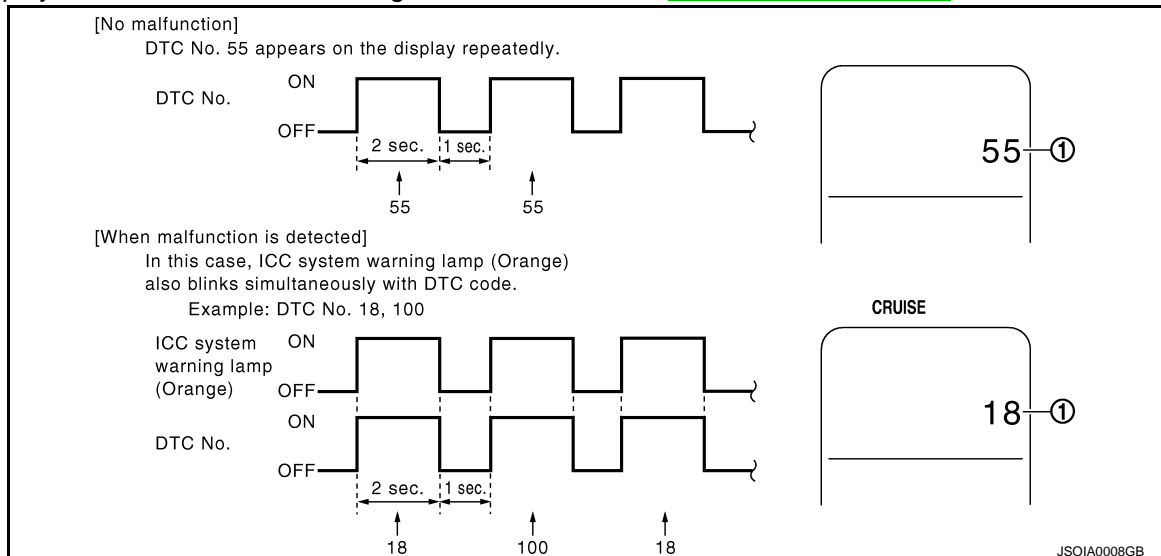 [No malfunction]
DTC No. 55 appears on the display repeatedly.
DTC No.
ON
OFF
2 sec.
1 sec.
55
55
55
①
[When malfunction is detected]
In this case, ICC system warning lamp (Orange)
also blinks simultaneously with DTC code.
Example: DTC No. 18, 100
CRUISE
ICC system
warning lamp
(Orange)
ON
OFF
18
①
DTC No.
ON
OFF
2 sec.
1 sec.
18
100
18
JSOIA0008GB